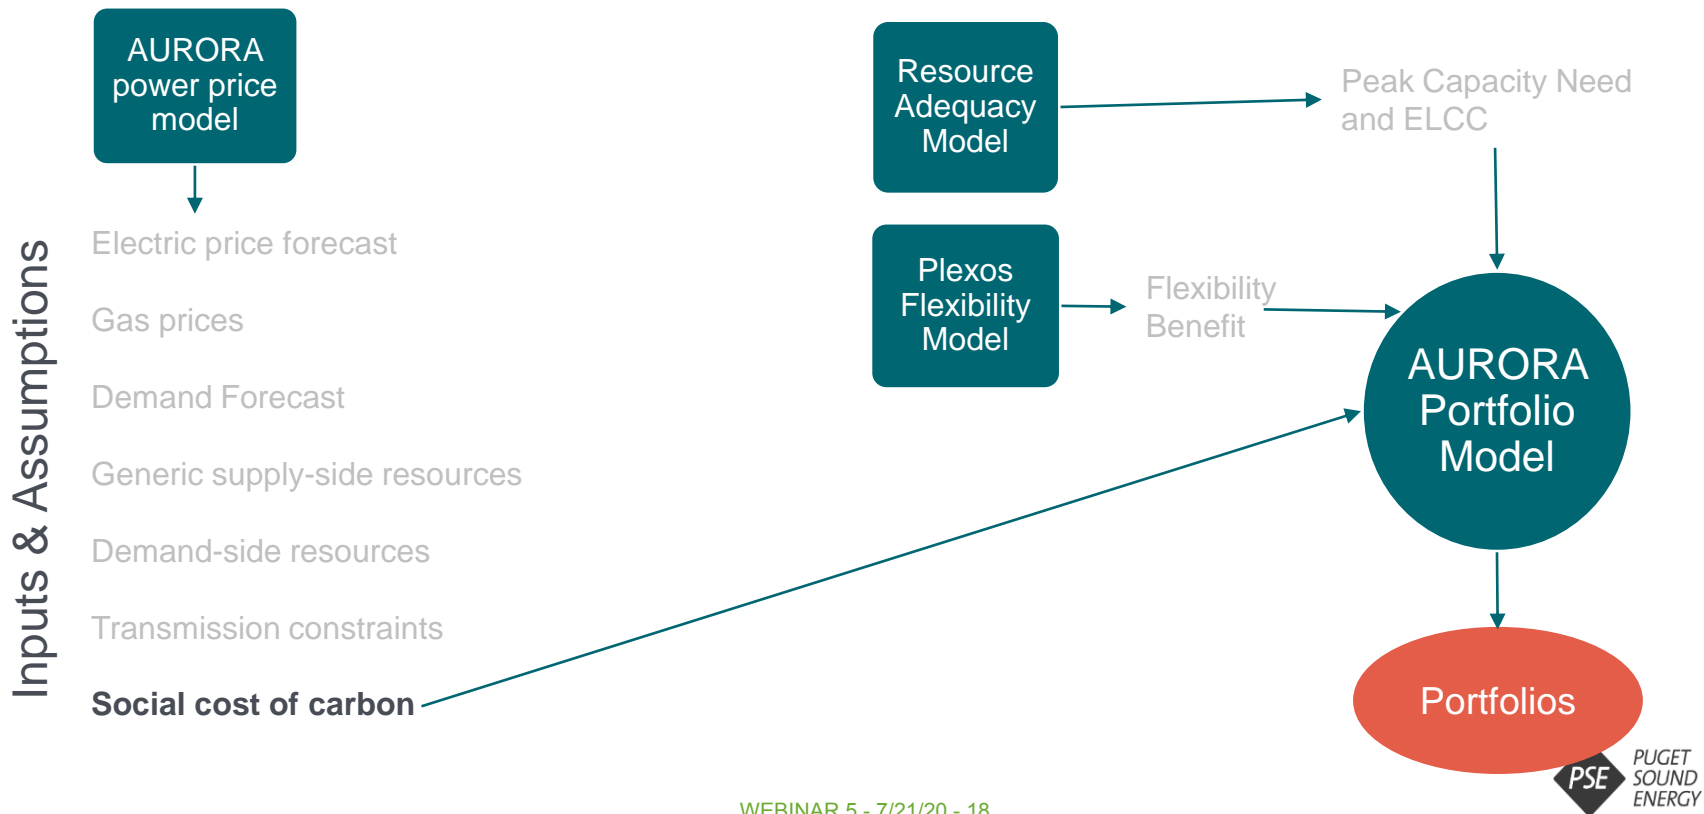 Inputs & Assumptions
AURORA
power price
model
Electric price forecast
Gas prices
Demand Forecast
Generic supply-side resources
Demand-side resources
Transmission constraints
Social cost of carbon
Resource
Adequacy
Model
Peak Capacity Need
and ELCC
Plexos
Flexibility
Model
Flexibility
Benefit
AURORA
Portfolio
Model
Portfolios
PSE
PUGET
SOUND
ENERGY
WEBINAR 5 - 7/21/20 - 18